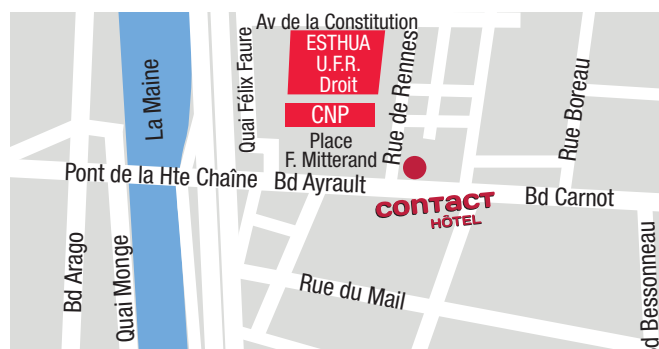 Av de la Constitution
ESTHUA
U.F.R.
Droit
CNP
La Maine
Quai Félix Faure
Rue de Rennes
Rue Boreau
Place
F. Mitterand
Pont de la Hte Chaîne
Bd Ayrault
Bd Carnot
CONTACT
HÔTEL
Bd Arago
Quai Monge
Rue du Mail
d Bessonneau